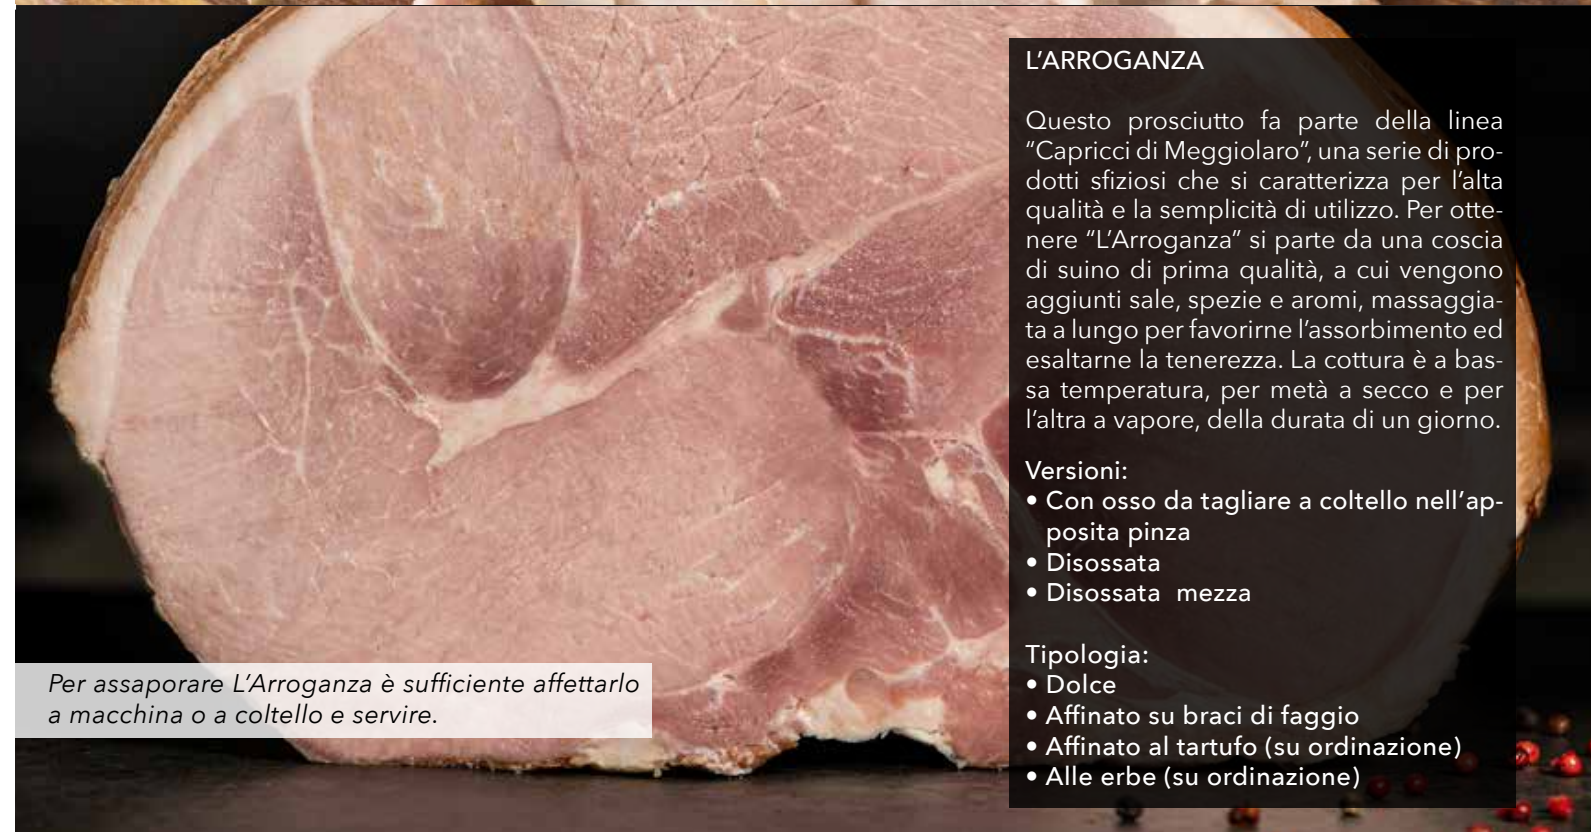 L'ARROGANZA
Questo prosciutto fa parte della linea
“Capricci di Meggiolaro”, una serie di pro-
dotti sfiziosi che si caratterizza per l'alta
qualità e la semplicità di utilizzo. Per otte-
nere “L'Arroganza” si parte da una coscia
di suino di prima qualità, a cui vengono
aggiunti sale, spezie e aromi, massaggia-
ta a lungo per favorirne l'assorbimento ed
esaltarne la tenerezza. La cottura è a bas-
sa temperatura, per metà a secco e per
l'altra a vapore, della durata di un giorno.
Versioni:
• Con osso da tagliare a coltello nell'ap-
posita pinza
• Disossata
• Disossata  mezza
Tipologia:
• Dolce
• Affinato su braci di faggio
• Affinato al tartufo (su ordinazione)
• Alle erbe (su ordinazione)
Per assaporare L'Arroganza è sufficiente affettarlo
a macchina o a coltello e servire.